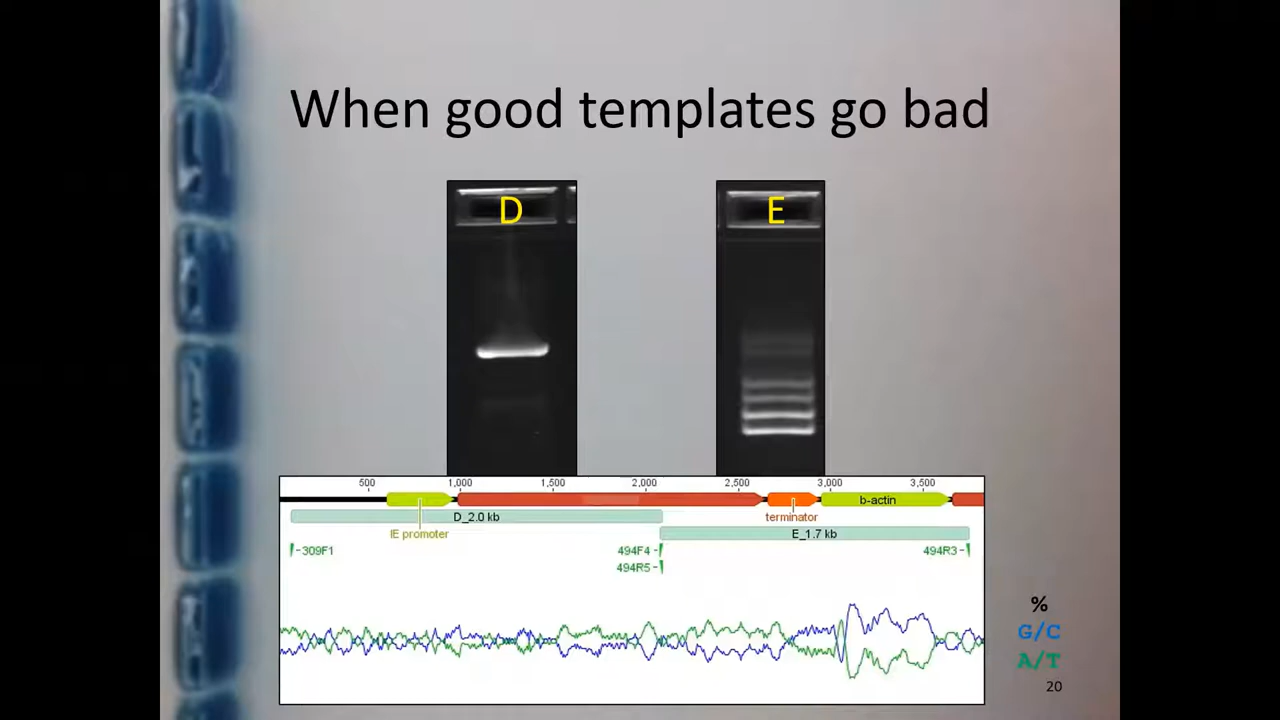 When good templates go bad
D
E
500 1,000 1,500 2,000 2,500 3,000 3,500
b-actin
D_2.0 kb
terminator
IE promoter
E_1.7 kb
309F1
494F4
494R3
494R5
%
G/C
A/T
20